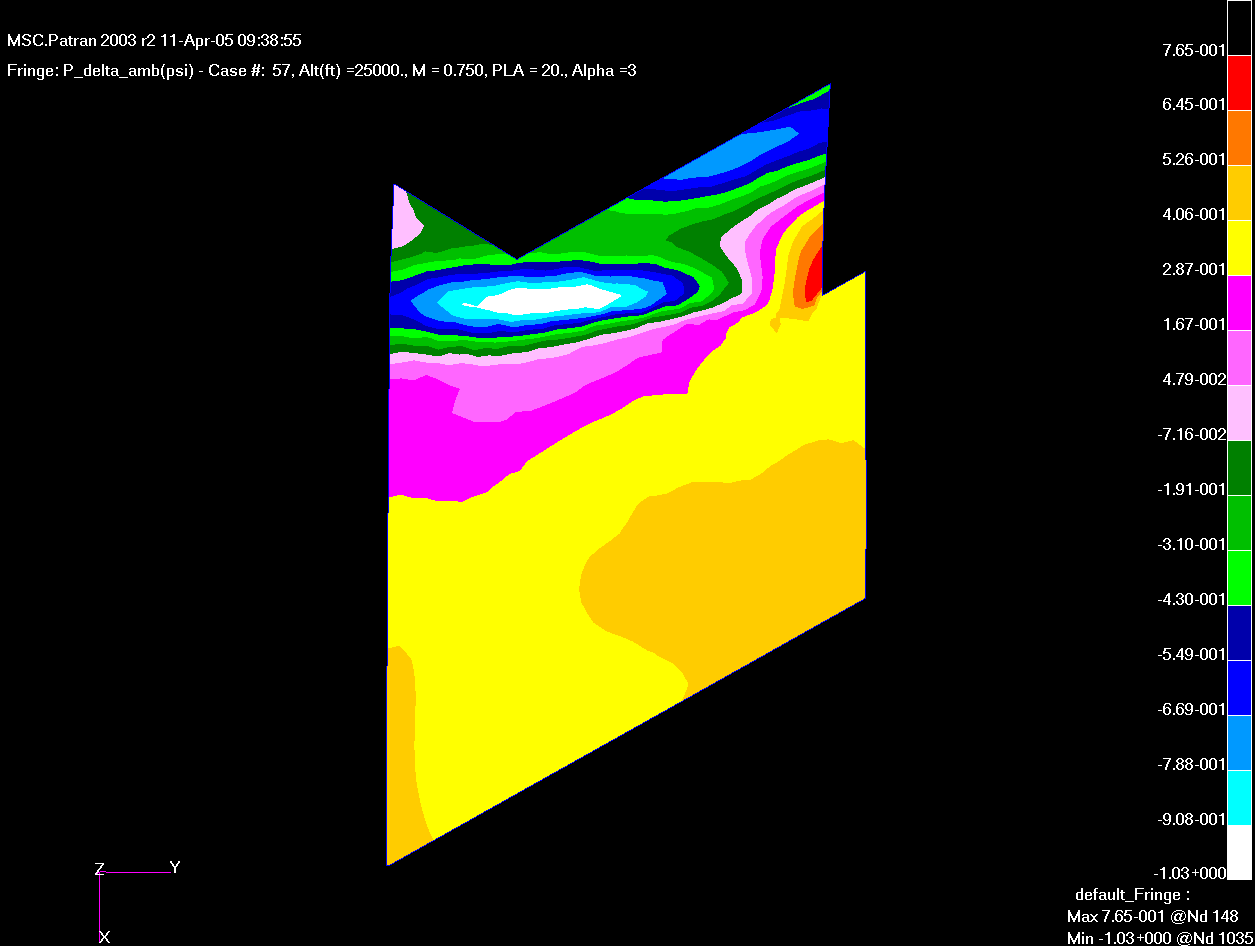 MSC.Patran 2003 r2 11-Apr-05 09:38:55
Fringe: P_delta_amb(psi) - Case #: 57, Alt(ft) =25000., M = 0.750, PLA = 20., Alpha =3
7.65-001
6.45-001
5.26-001
4.06-001
2.87-001
1.67-001
4.79-002
-7.16-002
-1.91-001
-3.10-001
-4.30-001
-5.49-001
-6.69-001
-7.88-001
-9.08-001
-1.03+000
Z Y
X
default_Fringe :
Max 7.65-001 @Nd 148
Min -1.03+000 @Nd 1035